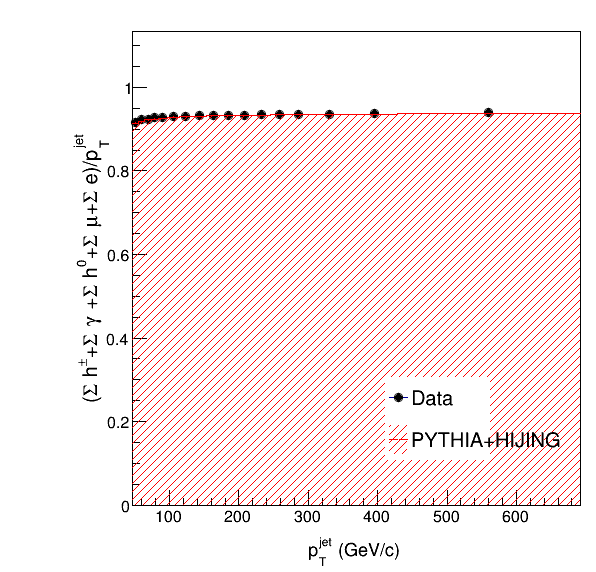 (Σ h±+Σ γ +Σ h0+Σ μ+Σ e)/pTjet
1
0.8
0.6
0.4
0.2
0
Data
PYTHIA+HIJING
100 200 300 400 500 600
pTjet (GeV/c)